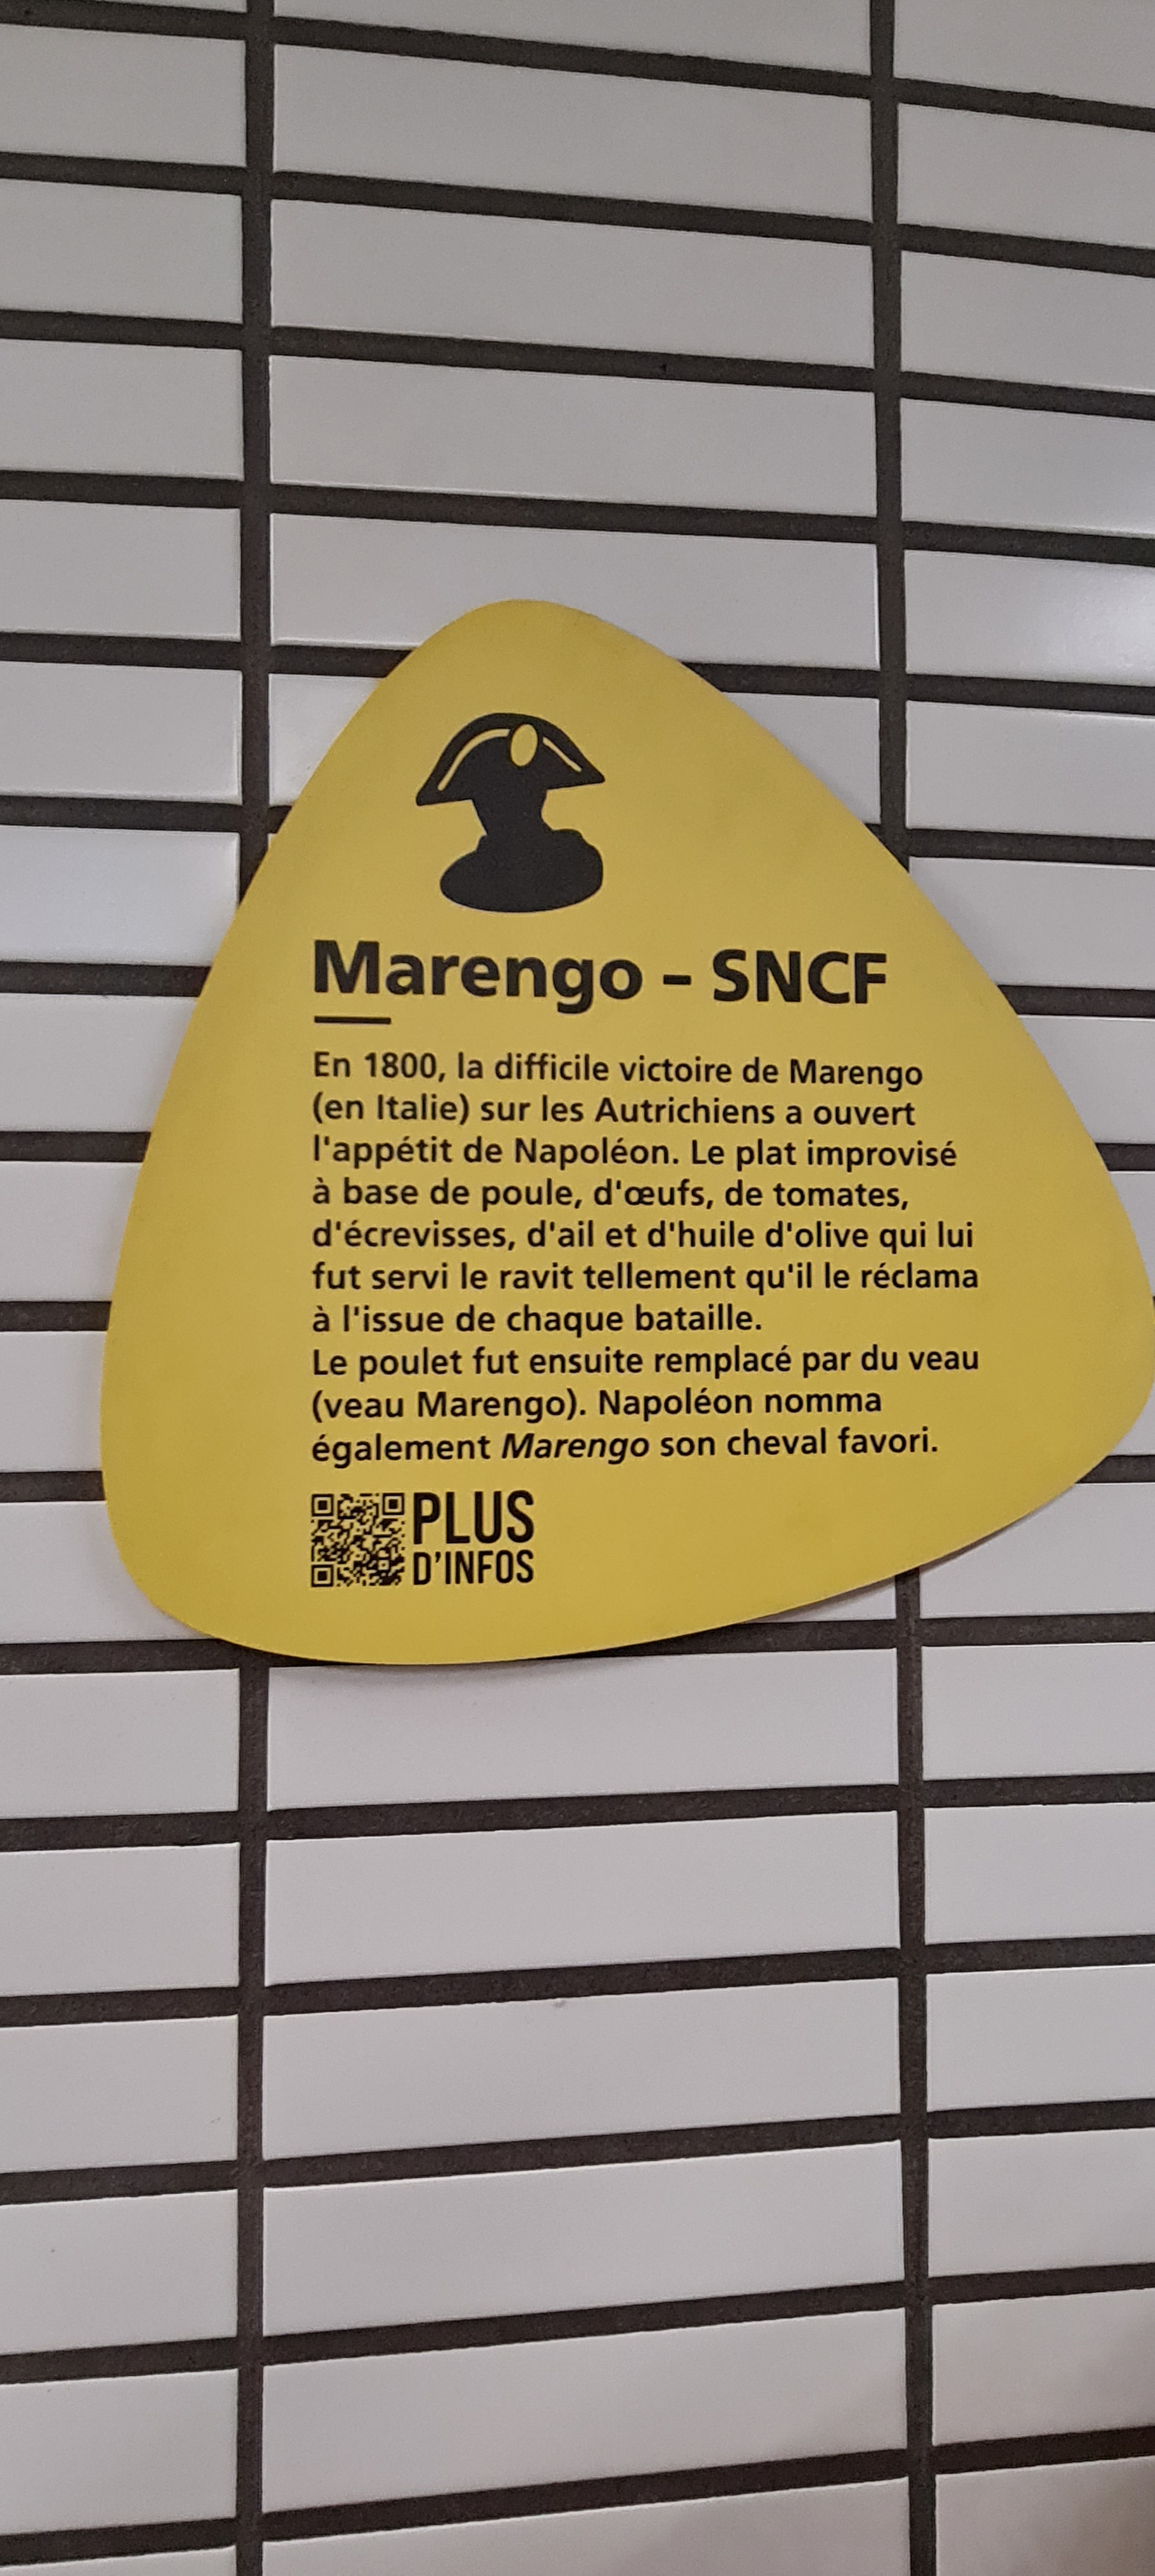 Marengo – SNCF
En 1800, la difficile victoire de Marengo
(en Italie) sur les Autrichiens a ouvert
l'appétit de Napoléon. Le plat improvisé
à base de poule, d'œufs, de tomates,
d'écrevisses, d'ail et d'huile d'olive qui lui
fut servi le ravit tellement qu'il le réclama
à l'issue de chaque bataille.
Le poulet fut ensuite remplacé par du veau
(veau Marengo). Napoléon nomma
également Marengo son cheval favori.
PLUS
D'INFOS